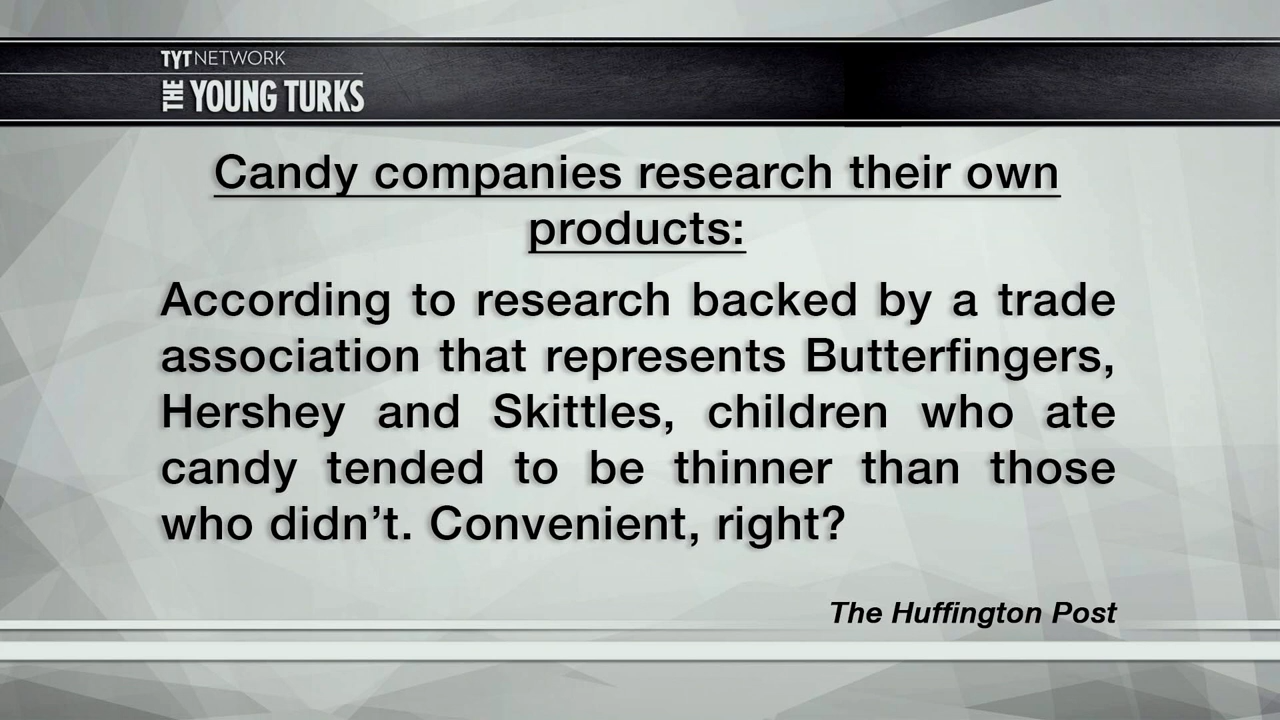 TYT NETWORK
THE YOUNG TURKS
Candy companies research their own
products:
According to research backed by a trade
association that represents Butterfingers,
Hershey and Skittles, children who ate
candy tended to be thinner than those
who didn’t. Convenient, right?
The Huffington Post